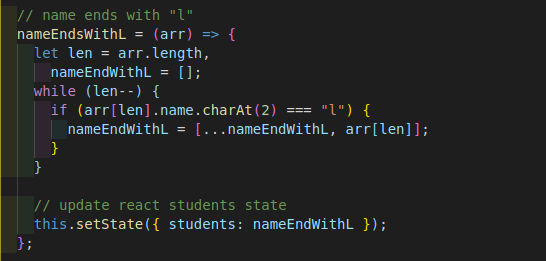 // name ends with "l"
nameEndsWithL = (arr) => {
let len = arr.length,
nameEndWithL = [];
while (len--) {
if (arr[len].name.charAt(2) === "l") {
nameEndWithL = [...nameEndWithL, arr[len]];
}
}
// update react students state
this.setState({ students: nameEndWithL });
};